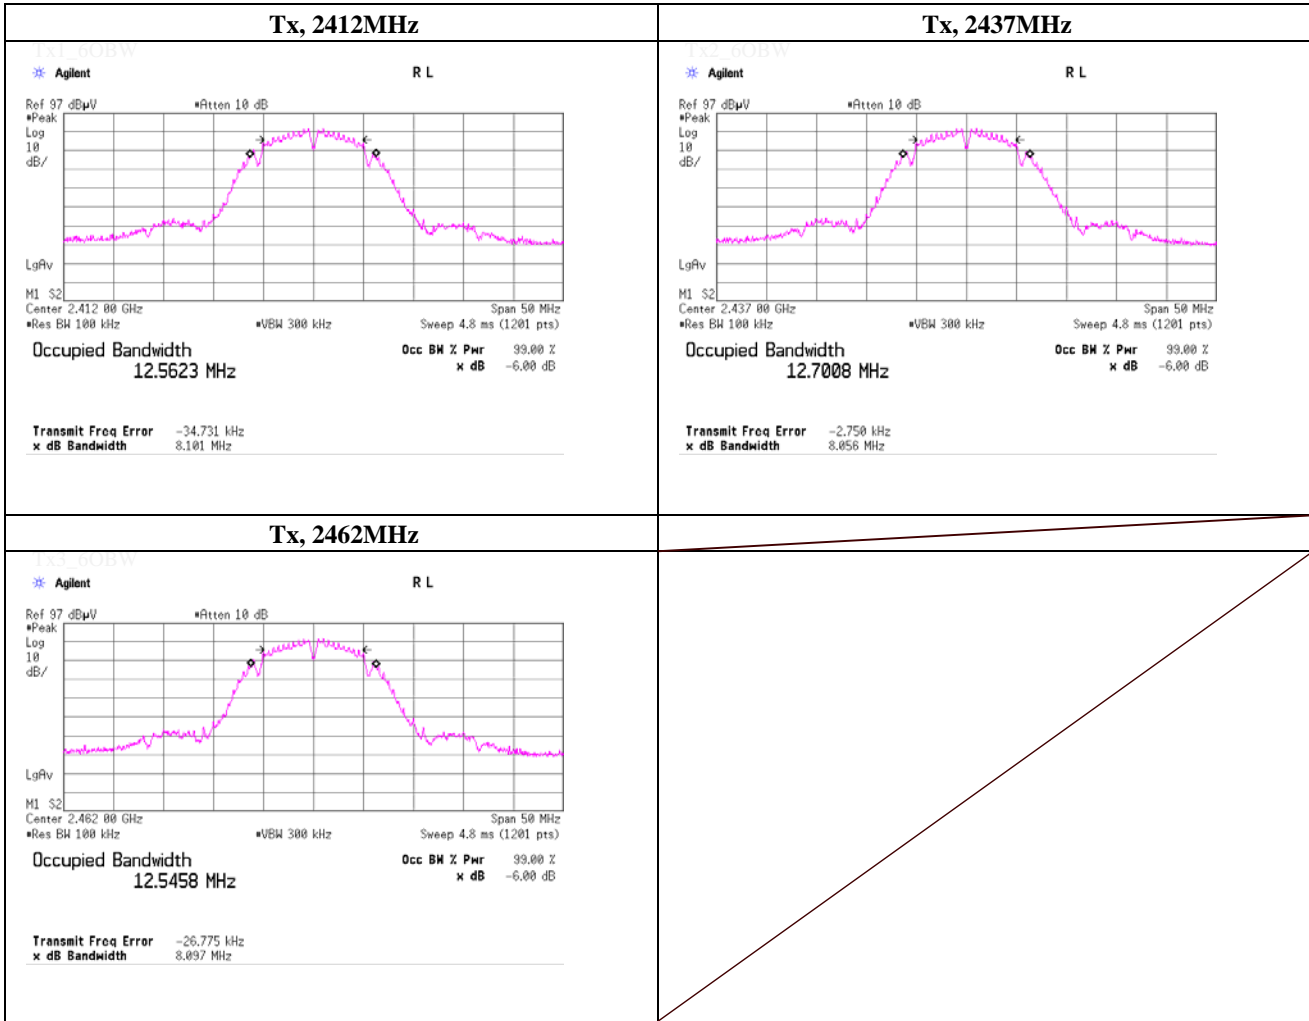 Tx, 2412MHz
Tx1_6OBW
Agilent R L
Ref 97 dBµV #Atten 10 dB
#Peak
Log
10
dB/
LgAv
M1 S2
Center 2.412 00 GHz Span 50 MHz
#Res BW 100 kHz #VBW 300 kHz Sweep 4.8 ms (1201 pts)
Occupied Bandwidth Occ BW % Pwr 99.00 %
12.5623 MHz x dB -6.00 dB
Transmit Freq Error -34.731 kHz
x dB Bandwidth 8.101 MHz
Tx, 2437MHz
Tx2_6OBW
Agilent R L
Ref 97 dBµV #Atten 10 dB
#Peak
Log
10
dB/
LgAv
M1 S2
Center 2.437 00 GHz Span 50 MHz
#Res BW 100 kHz #VBW 300 kHz Sweep 4.8 ms (1201 pts)
Occupied Bandwidth Occ BW % Pwr 99.00 %
12.7008 MHz x dB -6.00 dB
Transmit Freq Error -2.750 kHz
x dB Bandwidth 8.056 MHz
Tx, 2462MHz
Tx3_6OBW
Agilent R L
Ref 97 dBµV #Atten 10 dB
#Peak
Log
10
dB/
LgAv
M1 S2
Center 2.462 00 GHz Span 50 MHz
#Res BW 100 kHz #VBW 300 kHz Sweep 4.8 ms (1201 pts)
Occupied Bandwidth Occ BW % Pwr 99.00 %
12.5458 MHz x dB -6.00 dB
Transmit Freq Error -26.775 kHz
x dB Bandwidth 8.097 MHz